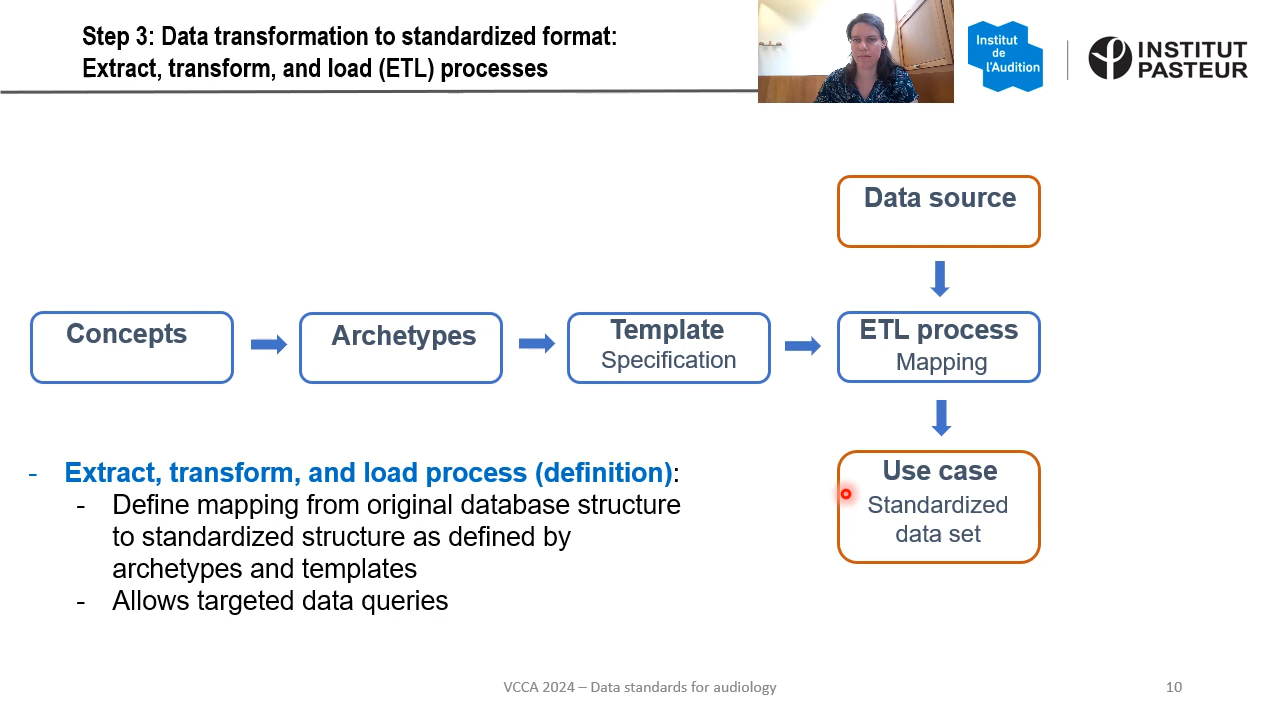 Step 3: Data transformation to standardized format:
Extract, transform, and load (ETL) processes
Institut
de
l'Audition
INSTITUT
PASTEUR
Data source
Concepts
Archetypes
Template
Specification
ETL process
Mapping
Use case
Standardized
data set
- Extract, transform, and load process (definition):
- Define mapping from original database structure
to standardized structure as defined by
archetypes and templates
- Allows targeted data queries
VCCA 2024 – Data standards for audiology
10